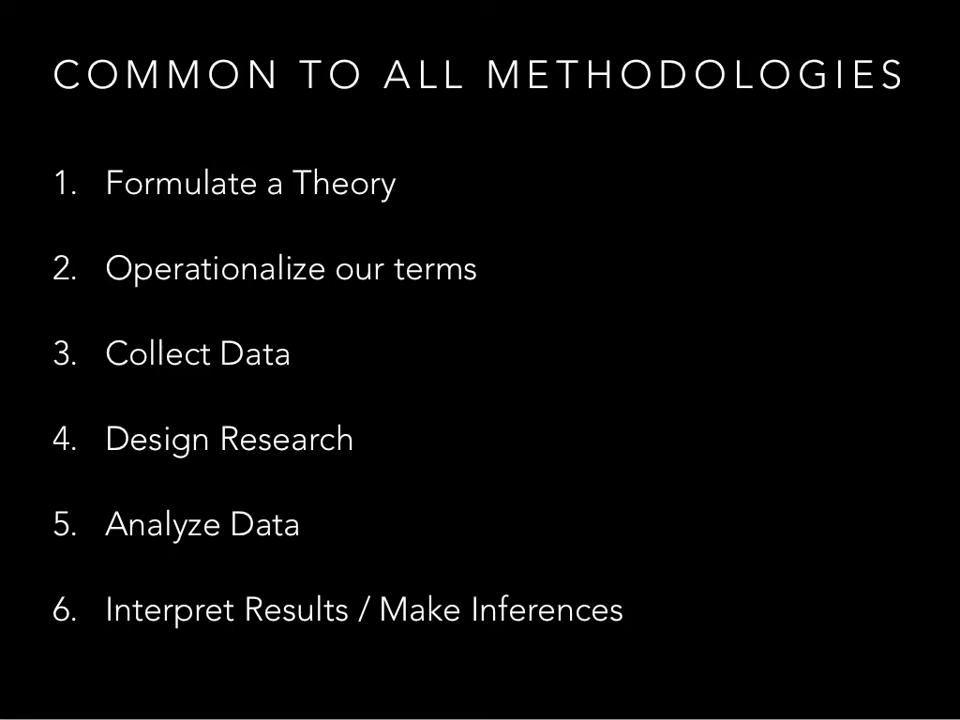 COMMON TO ALL METHODOLOGIES
1. Formulate a Theory
2. Operationalize our terms
3. Collect Data
4. Design Research
5. Analyze Data
6. Interpret Results / Make Inferences